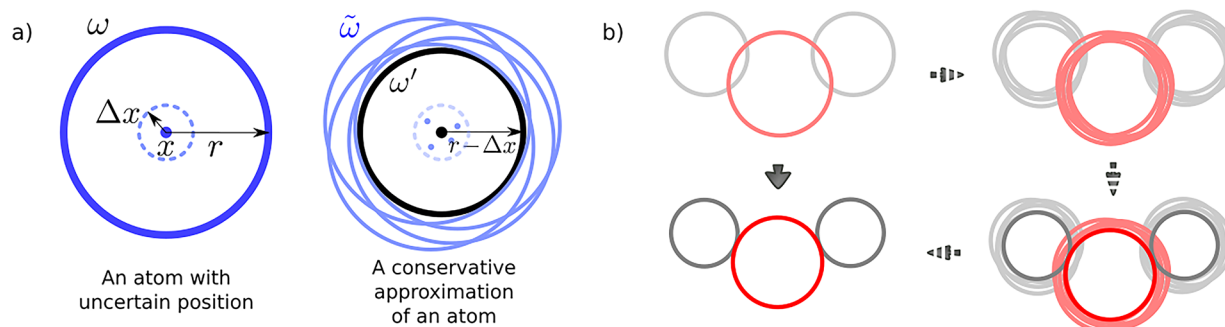 a)
ω
Δx
x
r
An atom with
uncertain position
ω̃
ω′
r−Δx
A conservative
approximation
of an atom
b)